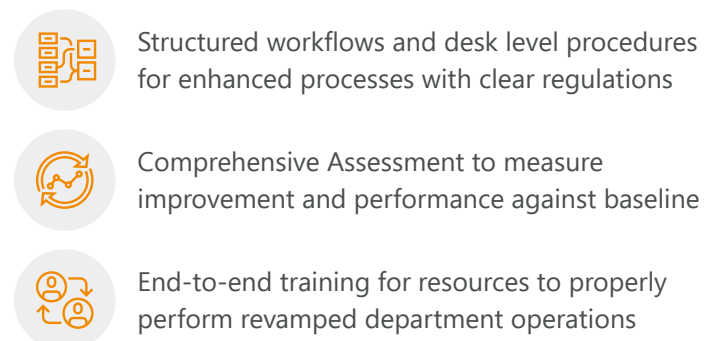 Structured workflows and desk level procedures
for enhanced processes with clear regulations
Comprehensive Assessment to measure
improvement and performance against baseline
End-to-end training for resources to properly
perform revamped department operations